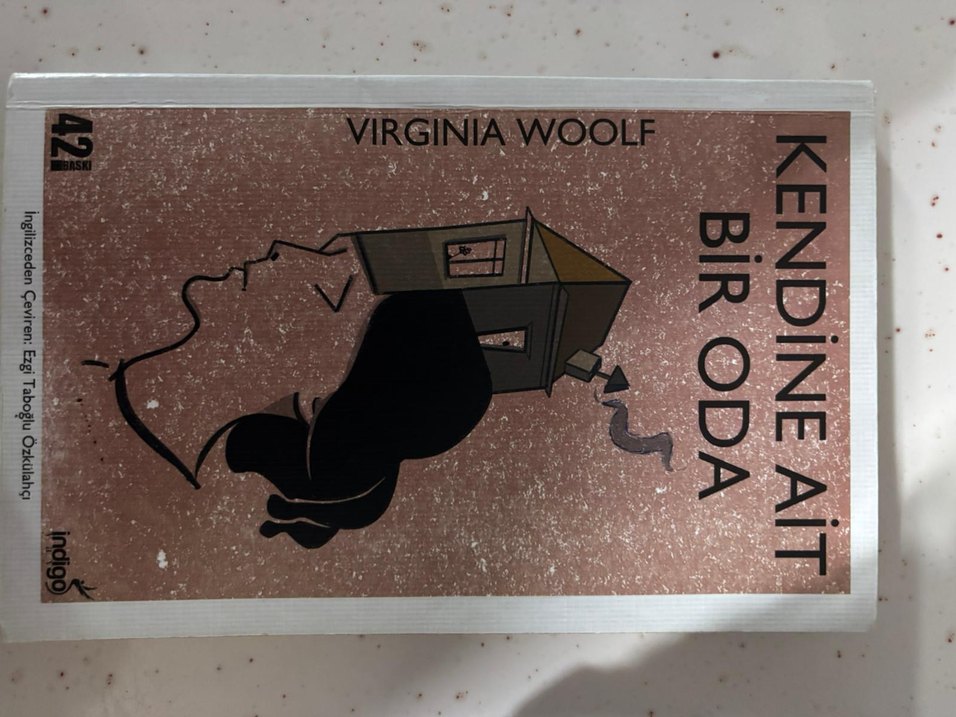 KENDİNE AİT
BİR ODA
VIRGINIA WOOLF
42
BASKI
indigo
İngilizceden Çeviren: Ezgi Taboğlu Özkülahçı